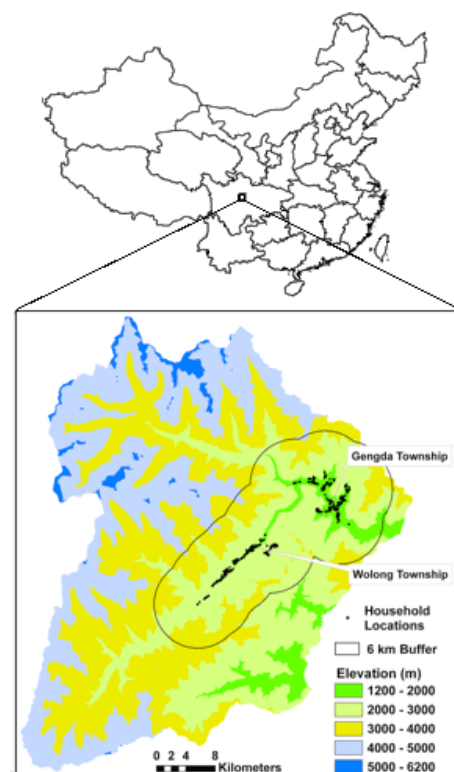 Gengda Township
Wolong Township
Household
Locations
6 km Buffer
Elevation (m)
1200 - 2000
2000 - 3000
3000 - 4000
4000 - 5000
5000 - 6200
0 2 4 8
Kilometers